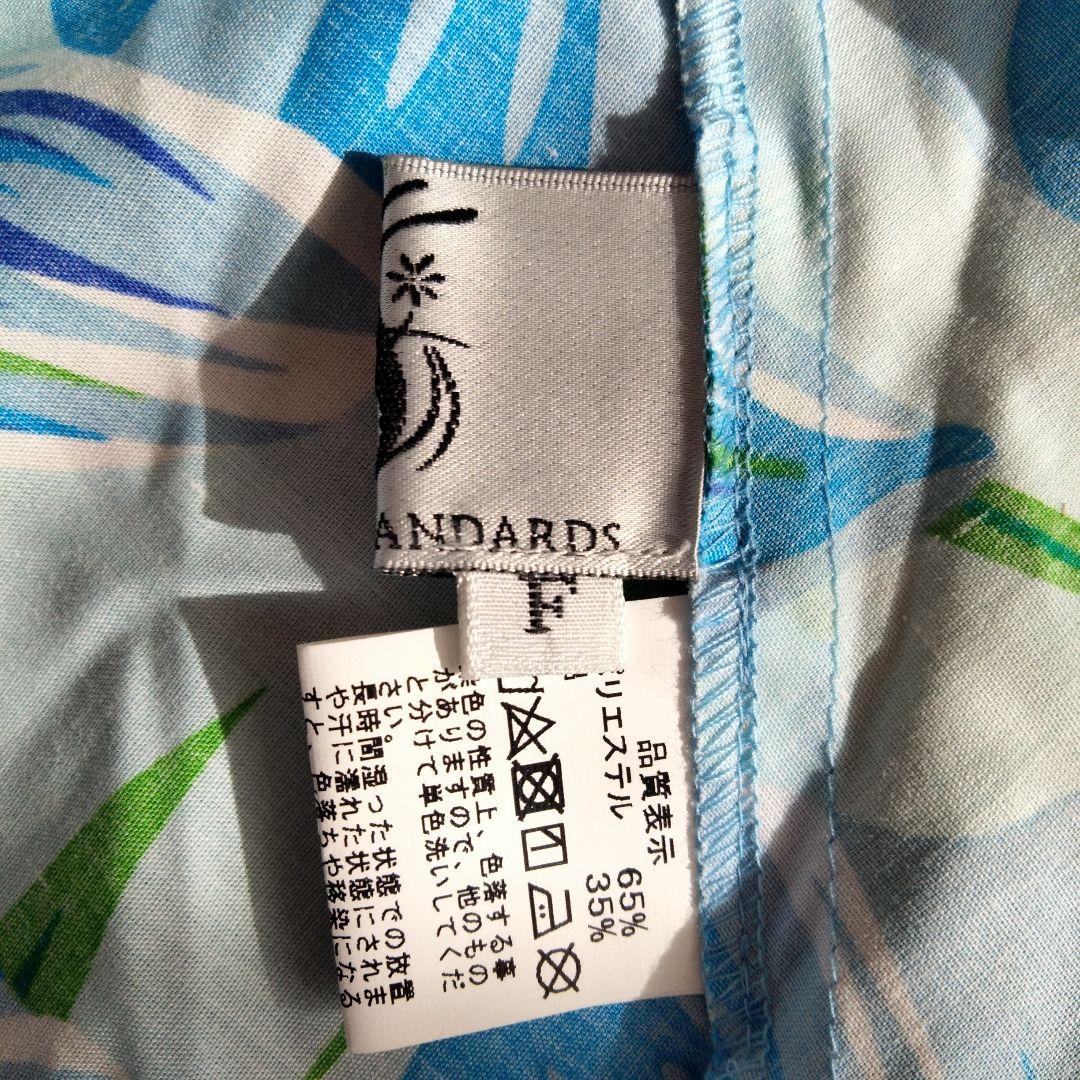 ANDARDS
品質表示
リエステル 65%
35%
色の性質上、色落する事
がありますので、他のもの
と分けて単色洗いしてくだ
さい。
長時間湿った状態での放置
や汗に濡れた状態にされま
すと、色落ちや移染になる